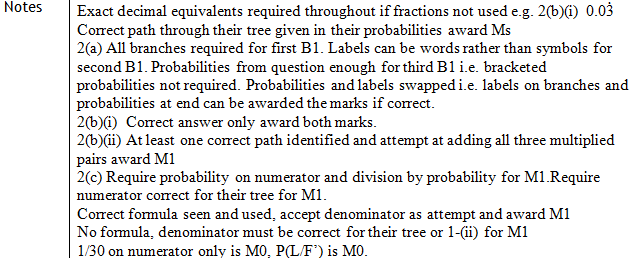 Notes
Exact decimal equivalents required throughout if fractions not used e.g. 2(b)(i) 0.03̇
Correct path through their tree given in their probabilities award Ms
2(a) All branches required for first B1. Labels can be words rather than symbols for
second B1. Probabilities from question enough for third B1 i.e. bracketed
probabilities not required. Probabilities and labels swapped i.e. labels on branches and
probabilities at end can be awarded the marks if correct.
2(b)(i) Correct answer only award both marks.
2(b)(ii) At least one correct path identified and attempt at adding all three multiplied
pairs award M1
2(c) Require probability on numerator and division by probability for M1.Require
numerator correct for their tree for M1.
Correct formula seen and used, accept denominator as attempt and award M1
No formula, denominator must be correct for their tree or 1-(ii) for M1
1/30 on numerator only is M0, P(L/F’) is M0.